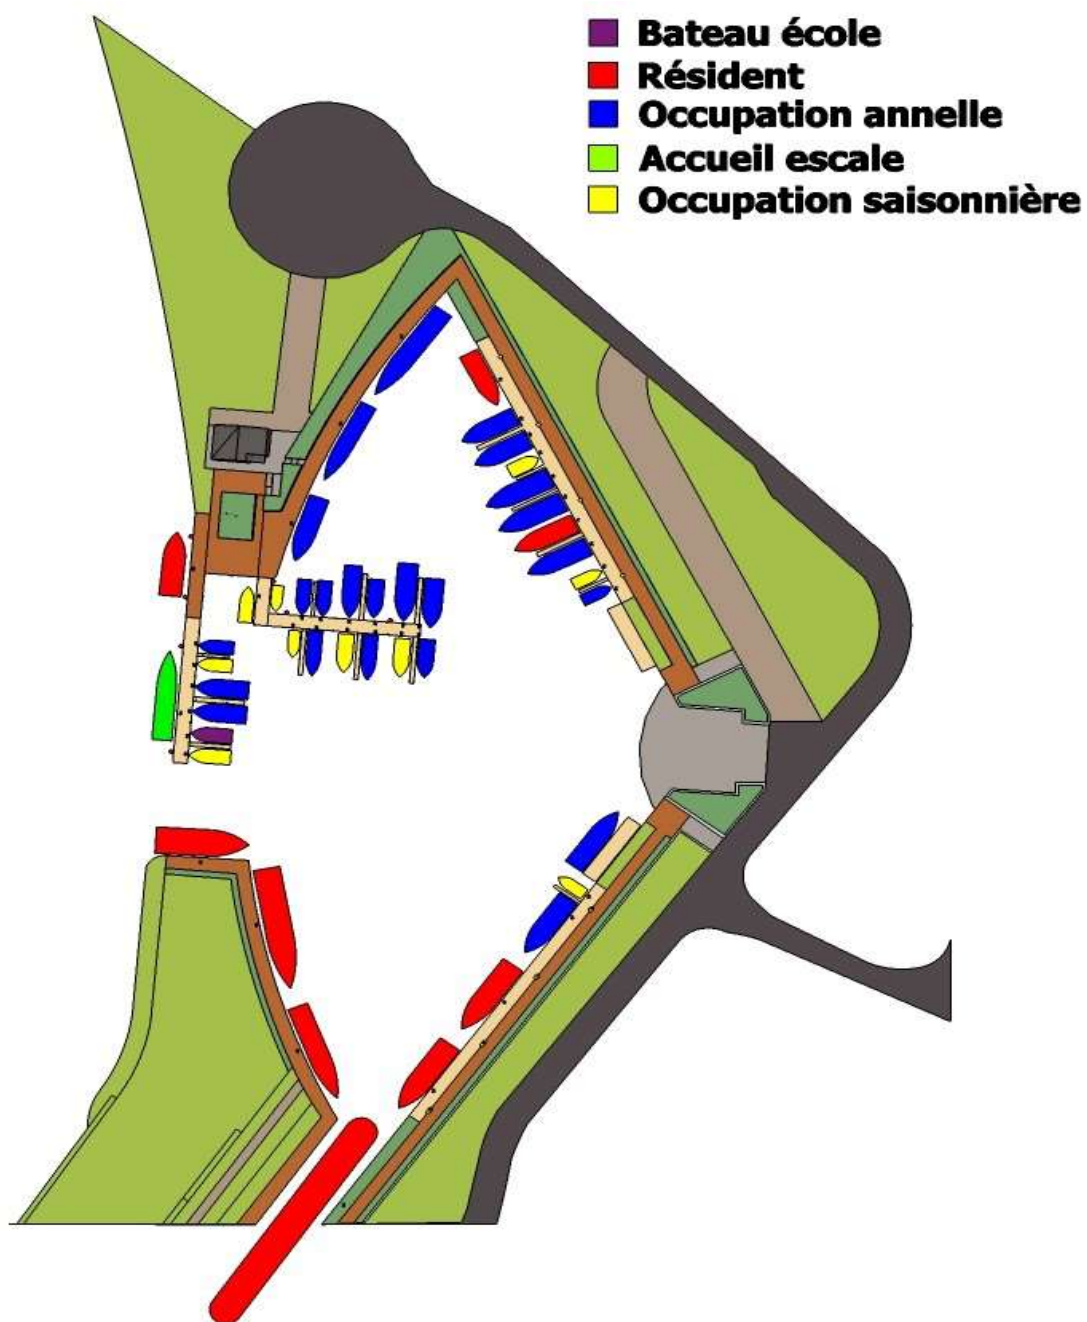 Bateau école
Résident
Occupation annelle
Accueil escale
Occupation saisonnière